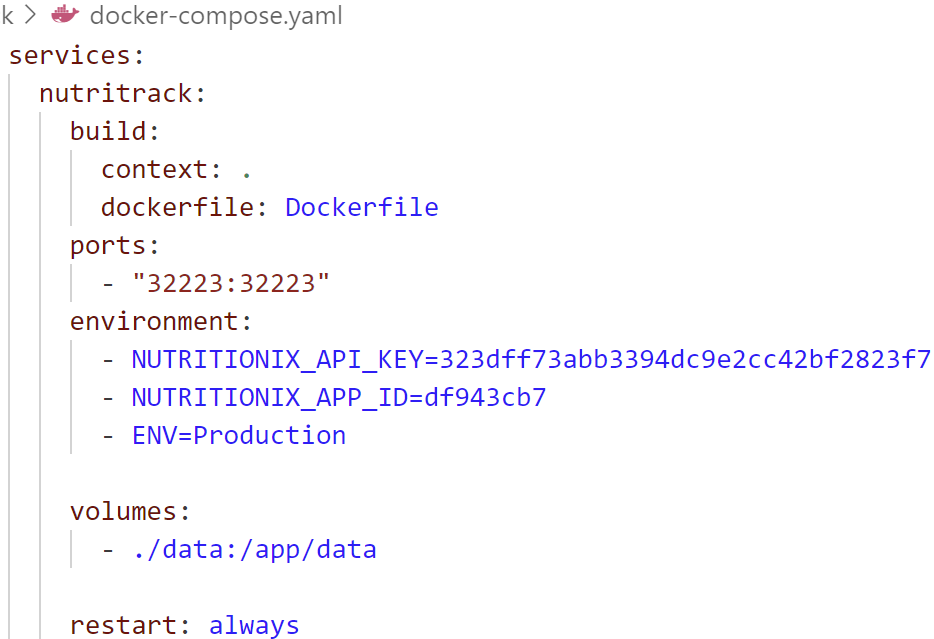 k > docker-compose.yaml
services:
  nutritrack:
    build:
      context: .
      dockerfile: Dockerfile
    ports:
      - "32223:32223"
    environment:
      - NUTRITIONIX_API_KEY=323dff73abb3394dc9e2cc42bf2823f7
      - NUTRITIONIX_APP_ID=df943cb7
      - ENV=Production
    volumes:
      - ./data:/app/data
    restart: always